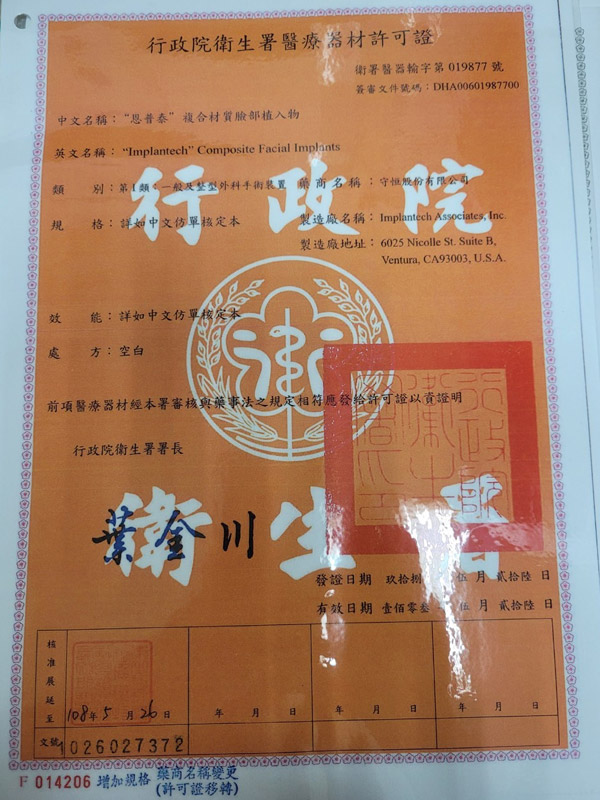 行政院衛生署醫療器材許可證
衛署醫器輸字第 019877 號
簽審文件號碼：DHA00601987700
中文名稱：“恩普泰”複合材質臉部植入物
英文名稱：“Implantech” Composite Facial Implants
類 別：第I類；一般及整型外科手術裝置
藥商名稱：守恒股份有限公司
規 格：詳如中文仿單核定本
製造廠名稱：Implantech Associates, Inc.
製造廠地址：6025 Nicolle St. Suite B,
Ventura, CA93003, U.S.A.
行政院
效 能：詳如中文仿單核定本
處 方：空白
前項醫療器材經本署審核與藥事法之規定相符應發給許可證以資證明
行政院衛生署署長
葉金川
衛生署
發證日期 玖拾捌 伍 月 貳拾陸 日
有效日期 壹佰零叁 伍 月 貳拾陸 日
核准展延至
108年5月26日
年 月 日
年 月 日
年 月 日
文號
1026027372
F 014206 增加規格 藥商名稱變更
(許可證移轉)